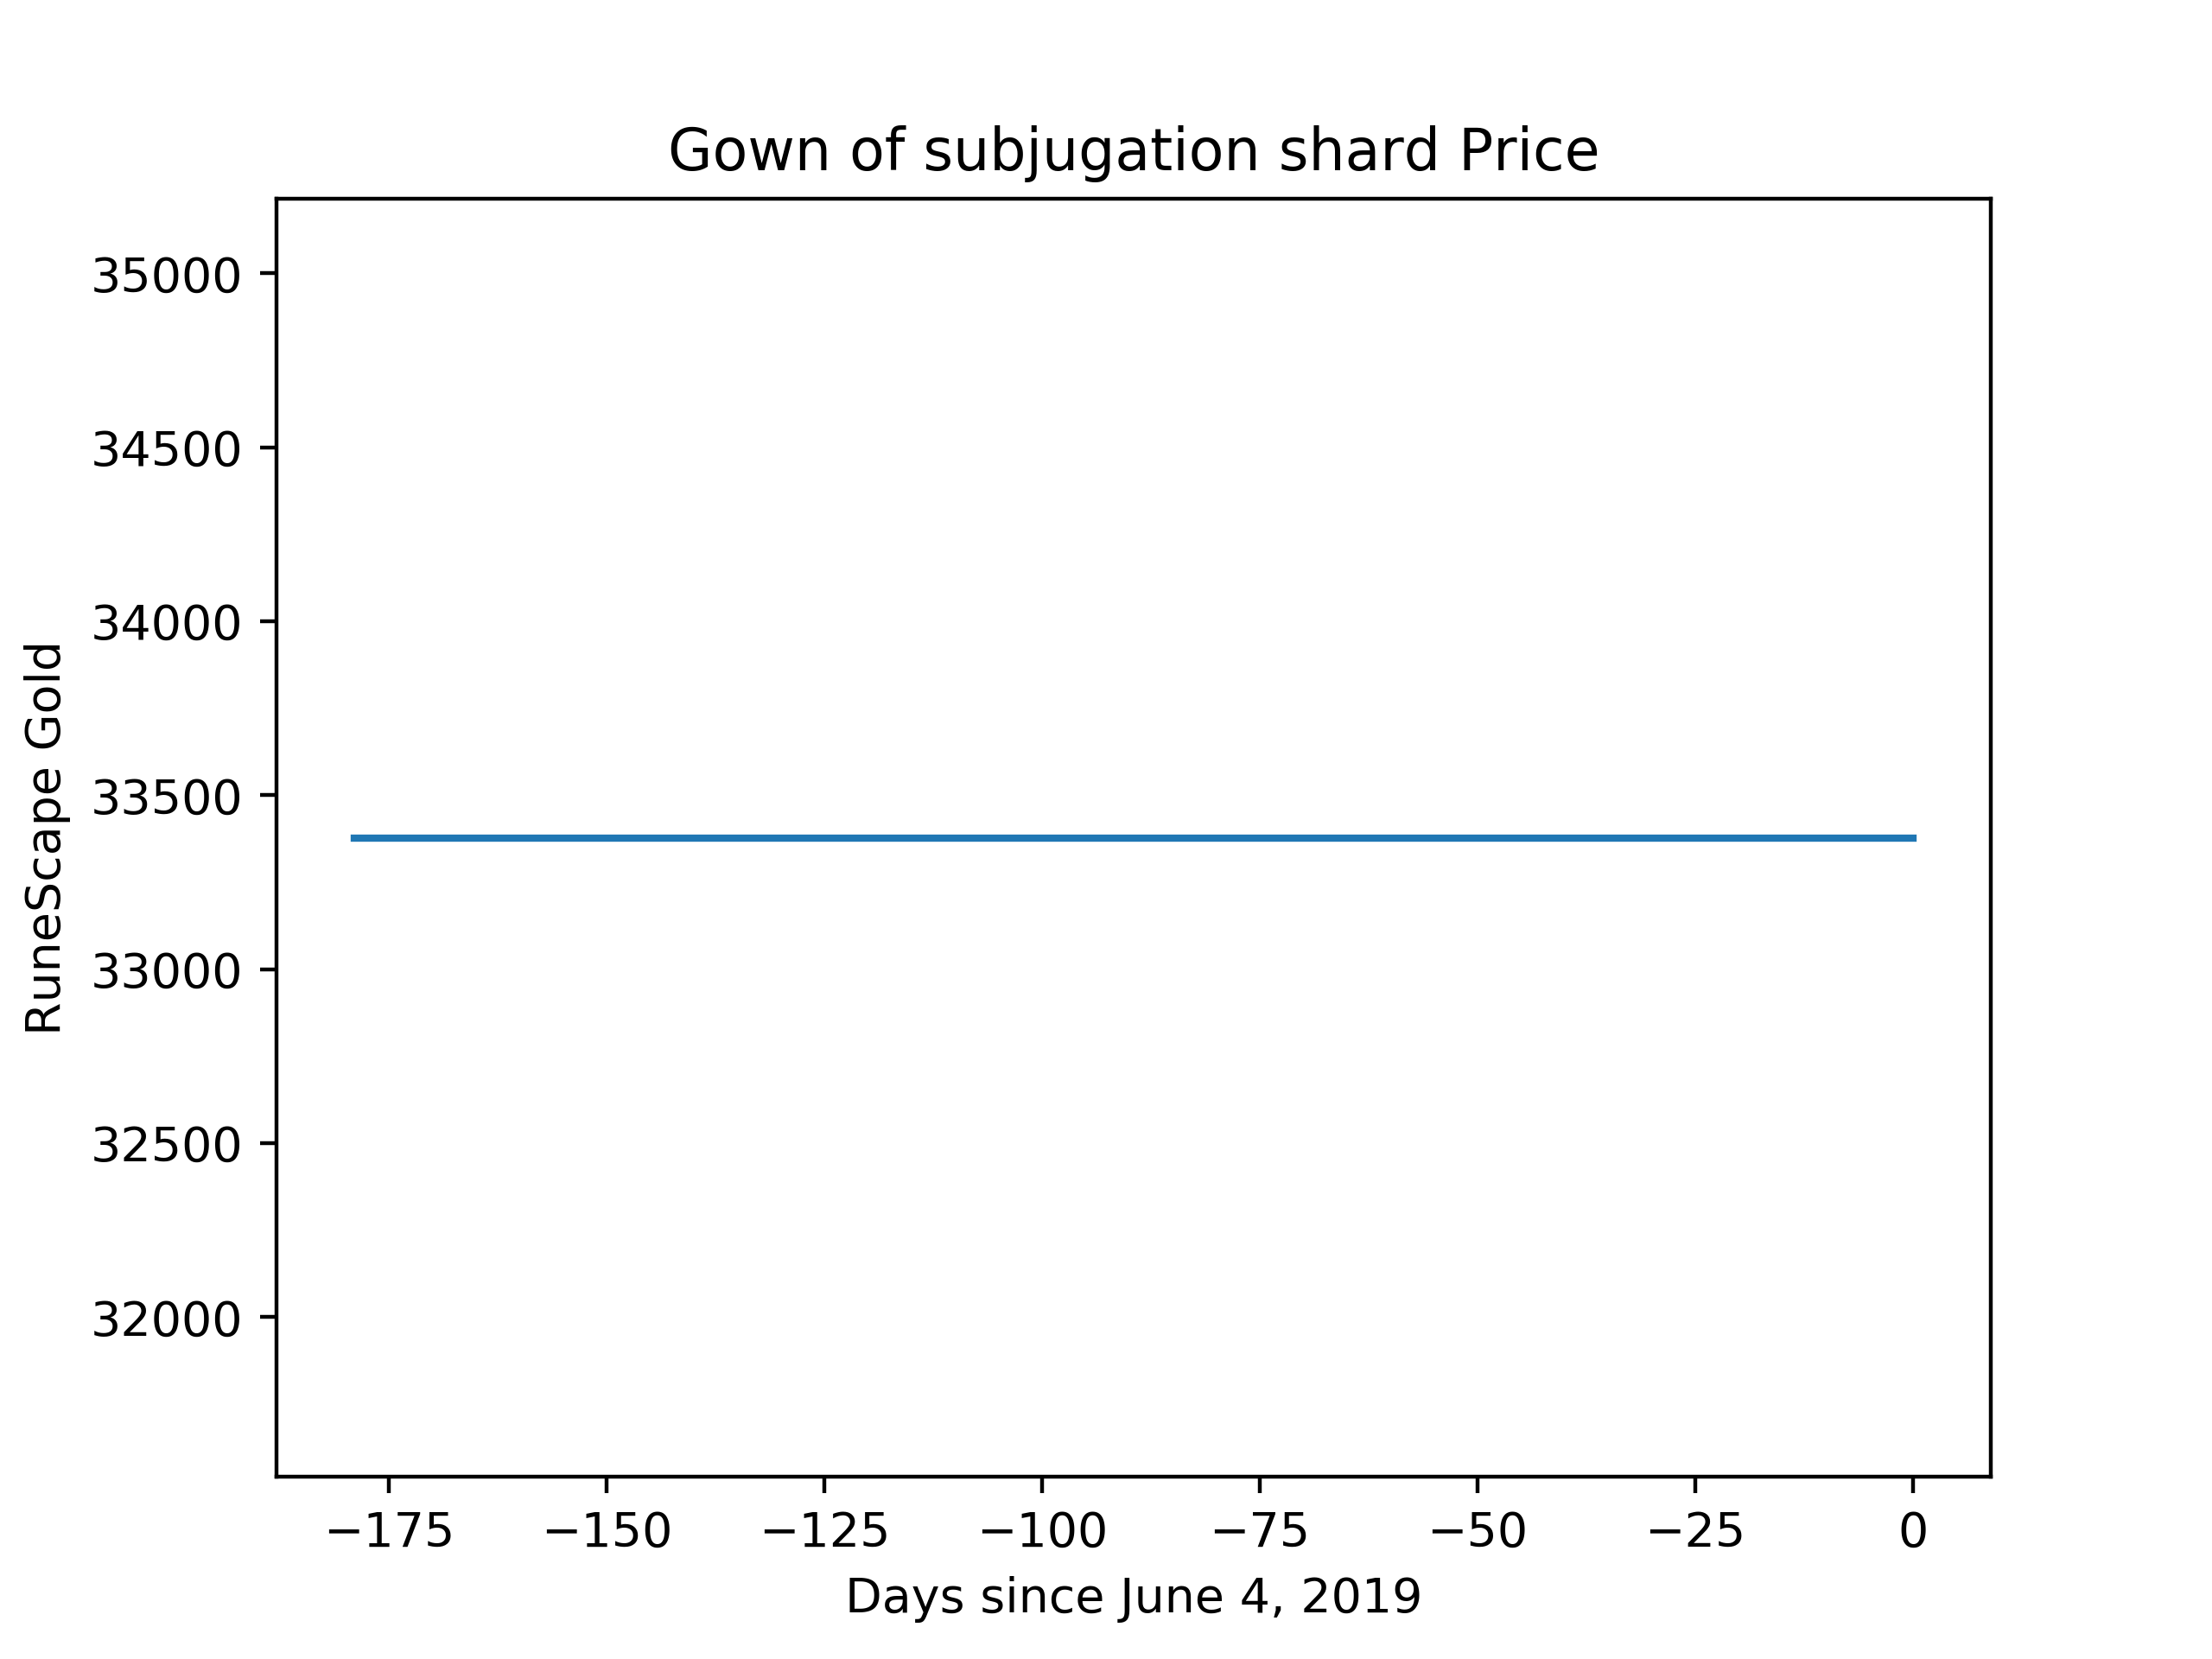 Gown of subjugation shard Price
35000
34500
34000
33500
33000
32500
32000
RuneScape Gold
−175 −150 −125 −100 −75 −50 −25 0
Days since June 4, 2019